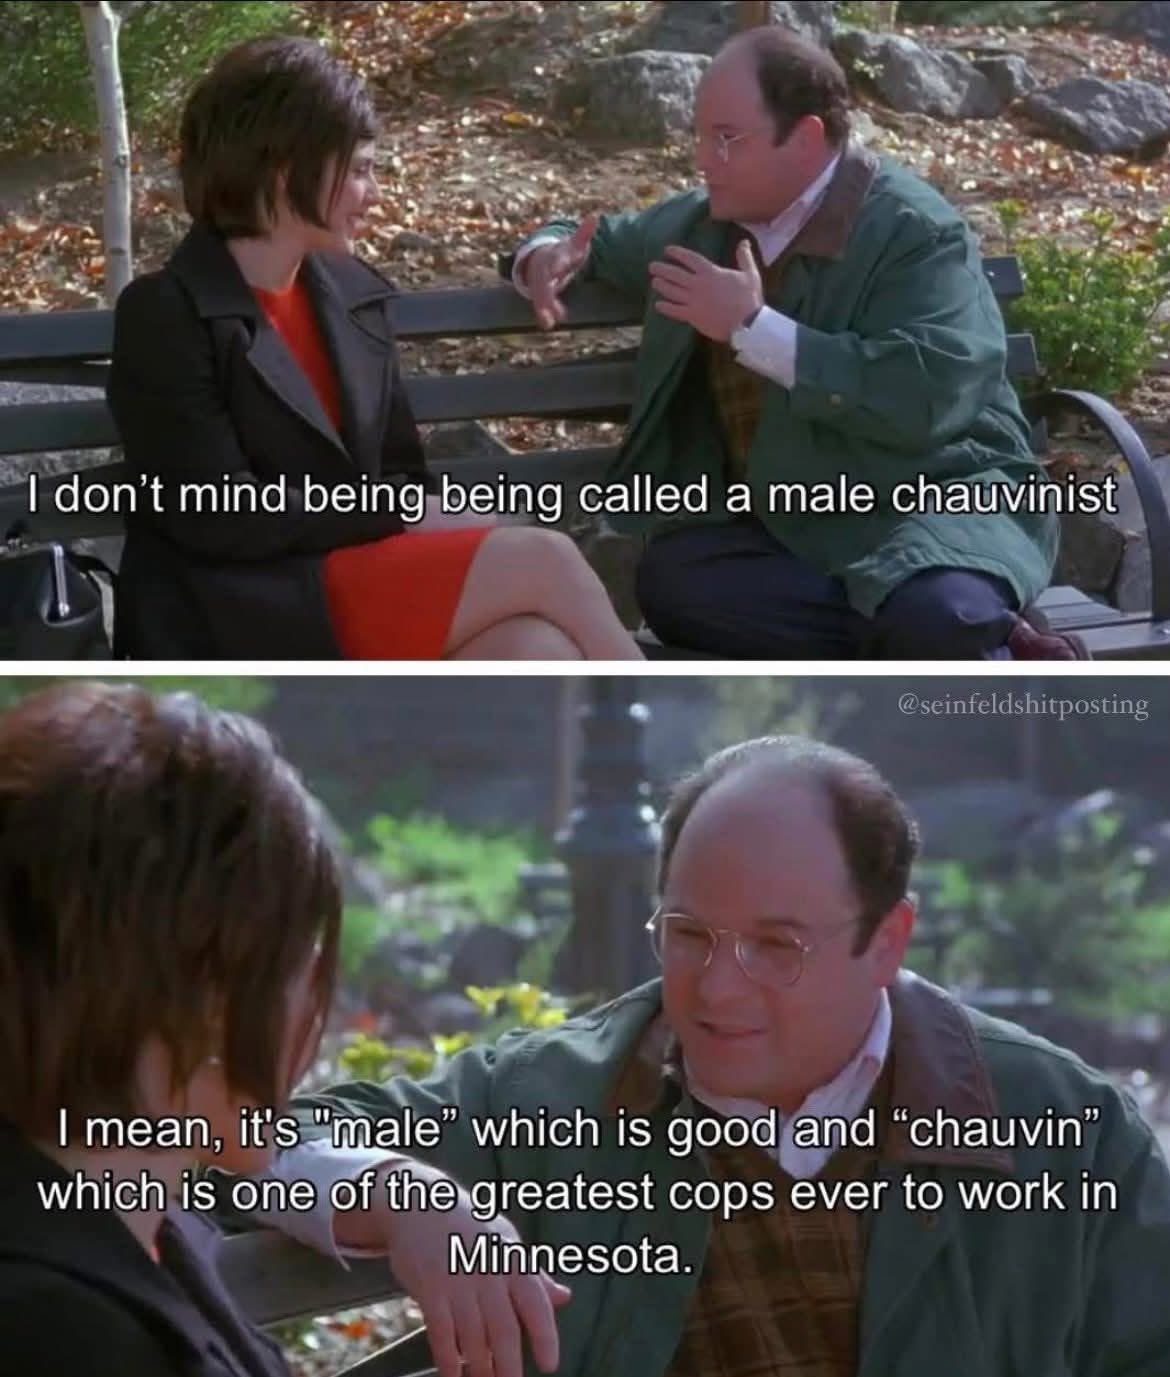 I don’t mind being being called a male chauvinist
@seinfeldshitposting
I mean, it's "male” which is good and “chauvin”
which is one of the greatest cops ever to work in
Minnesota.